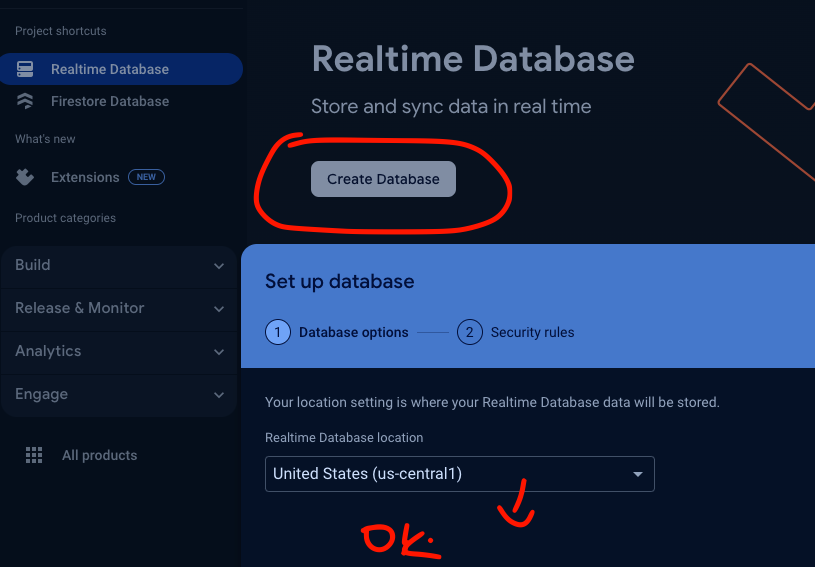 Project shortcuts
Realtime Database
Firestore Database
What's new
Extensions NEW
Product categories
Build
Release & Monitor
Analytics
Engage
All products
Realtime Database
Store and sync data in real time
Create Database
Set up database
1 Database options 2 Security rules
Your location setting is where your Realtime Database data will be stored.
Realtime Database location
United States (us-central1)
OK.